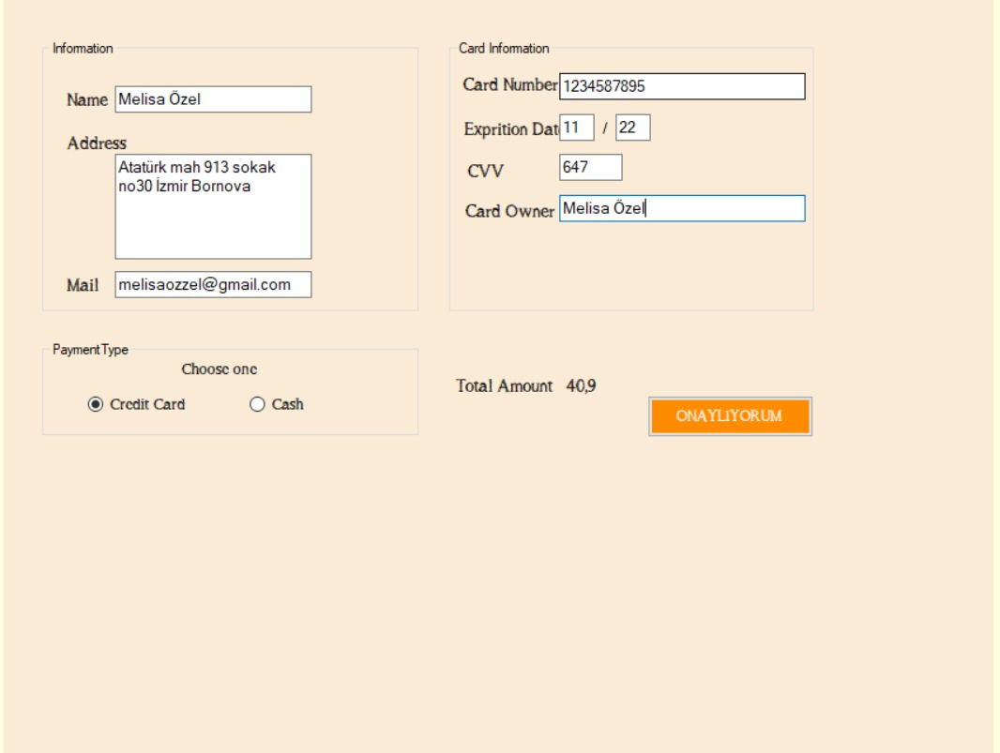 Information
Name Melisa Özel
Address
Atatürk mah 913 sokak
no30 İzmir Bornova
Mail melisaozzel@gmail.com
Card Information
Card Number 1234587895
Exprition Dat 11 / 22
CVV 647
Card Owner Melisa Özel
PaymentType
Choose one
Credit Card Cash
Total Amount 40,9
ONAYLIYORUM